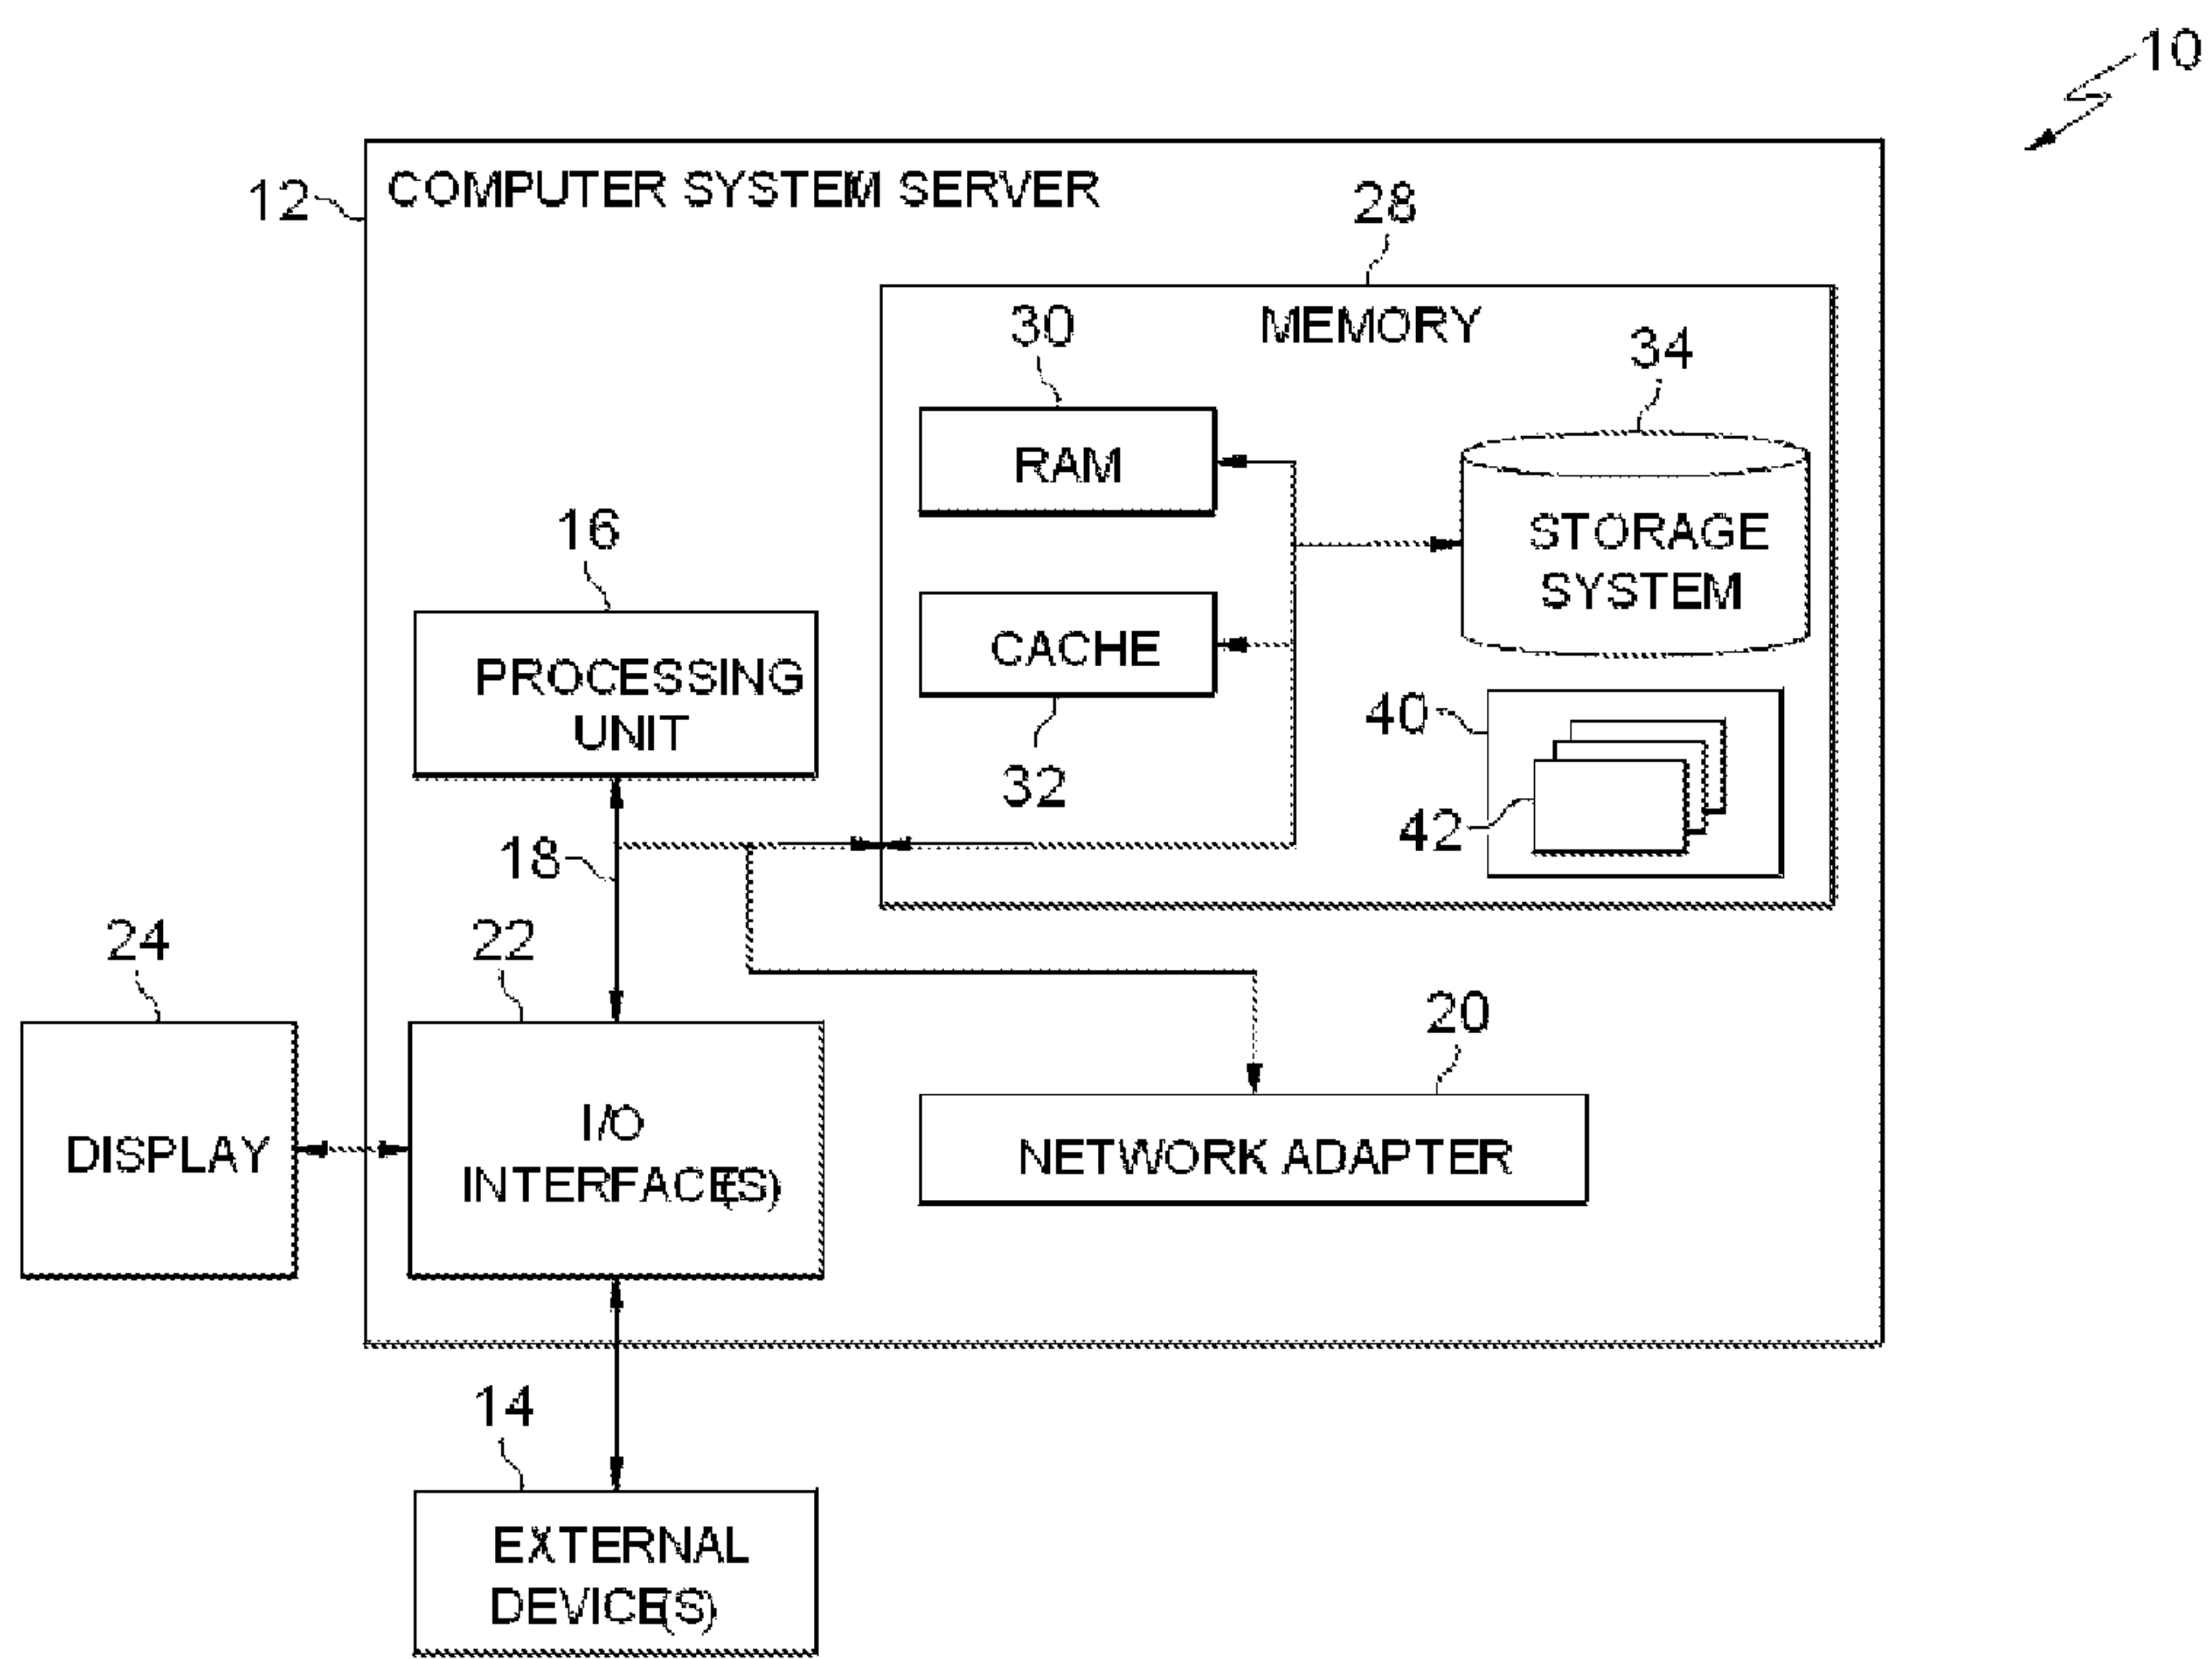 10
12
COMPUTER SYSTEM SERVER
28
MEMORY
30
34
RAM
STORAGE
SYSTEM
16
PROCESSING
UNIT
CACHE
32
40
42
18
24
22
20
DISPLAY
I/O
INTERFACE(S)
NETWORK ADAPTER
14
EXTERNAL
DEVICE(S)